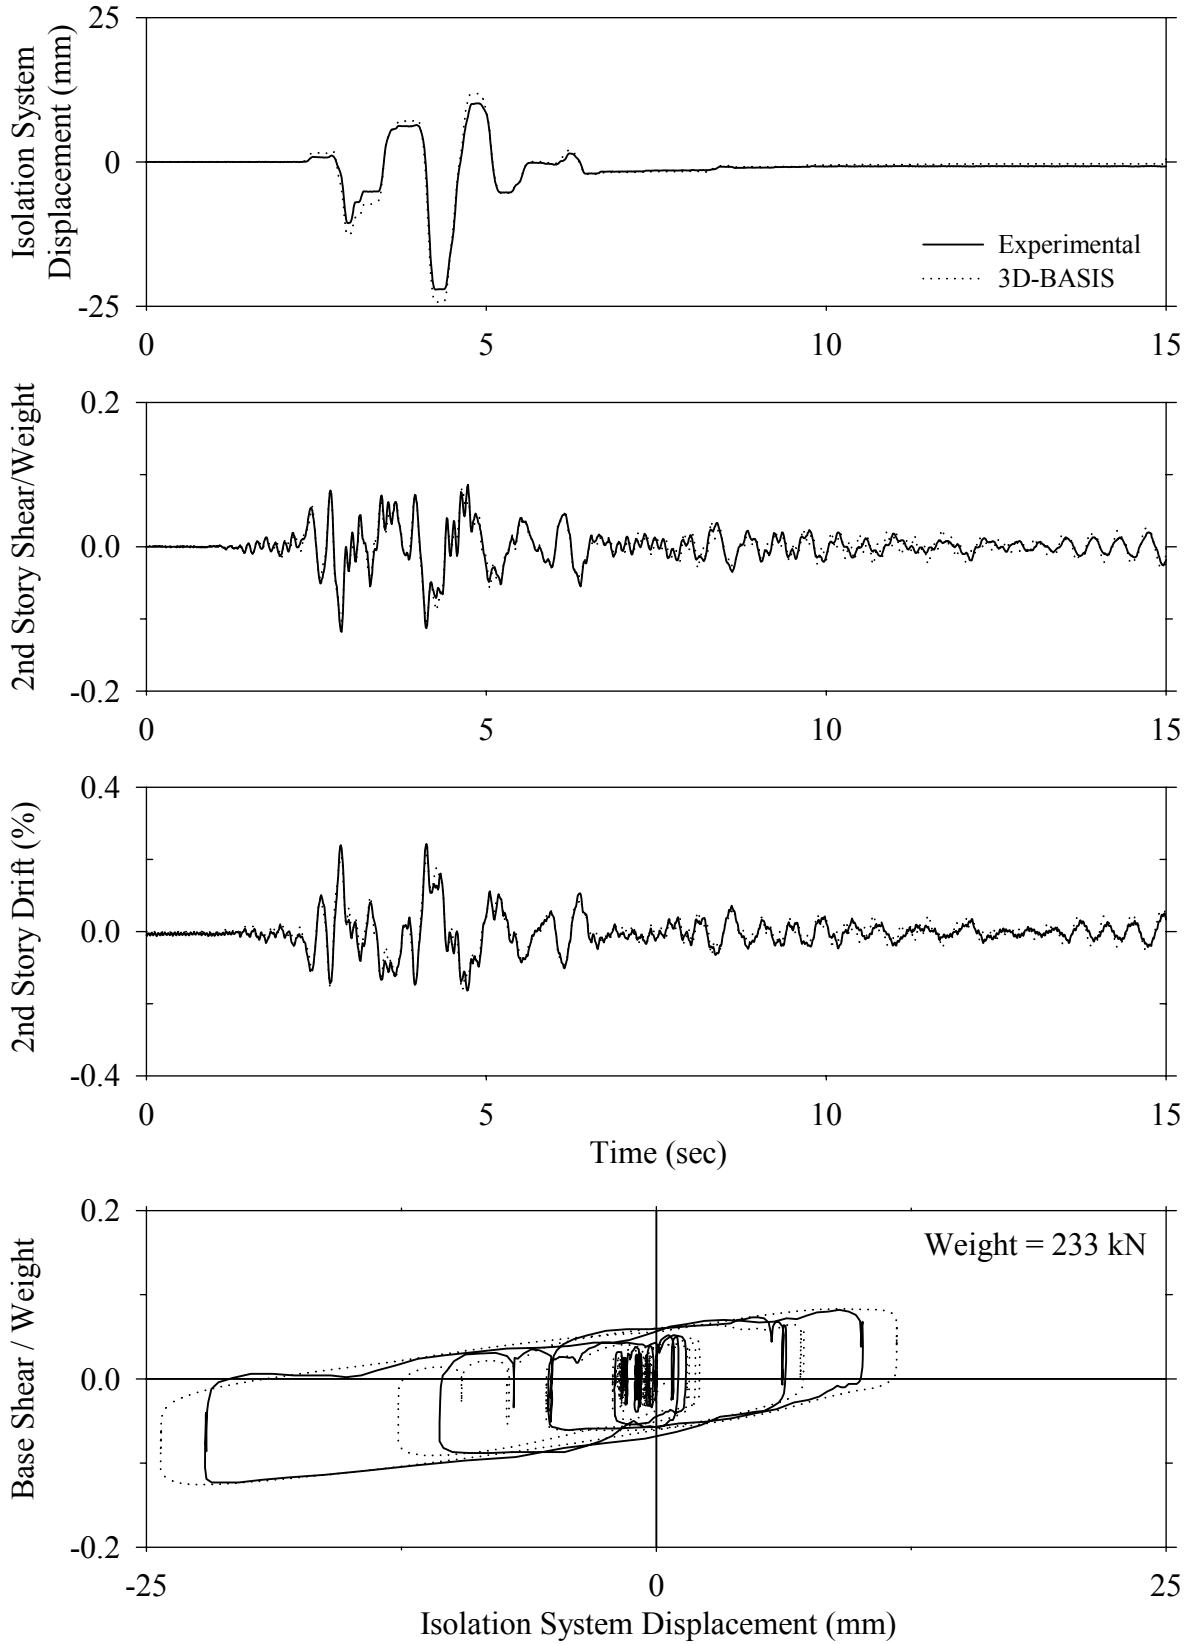 25
0
-25
Isolation System
Displacement (mm)
Experimental
3D-BASIS
0 5 10 15
0.2
0.0
-0.2
2nd Story Shear/Weight
0 5 10 15
0.4
0.0
-0.4
2nd Story Drift (%)
0 5 10 15
Time (sec)
0.2
0.0
-0.2
Base Shear / Weight
Weight = 233 kN
-25 0 25
Isolation System Displacement (mm)